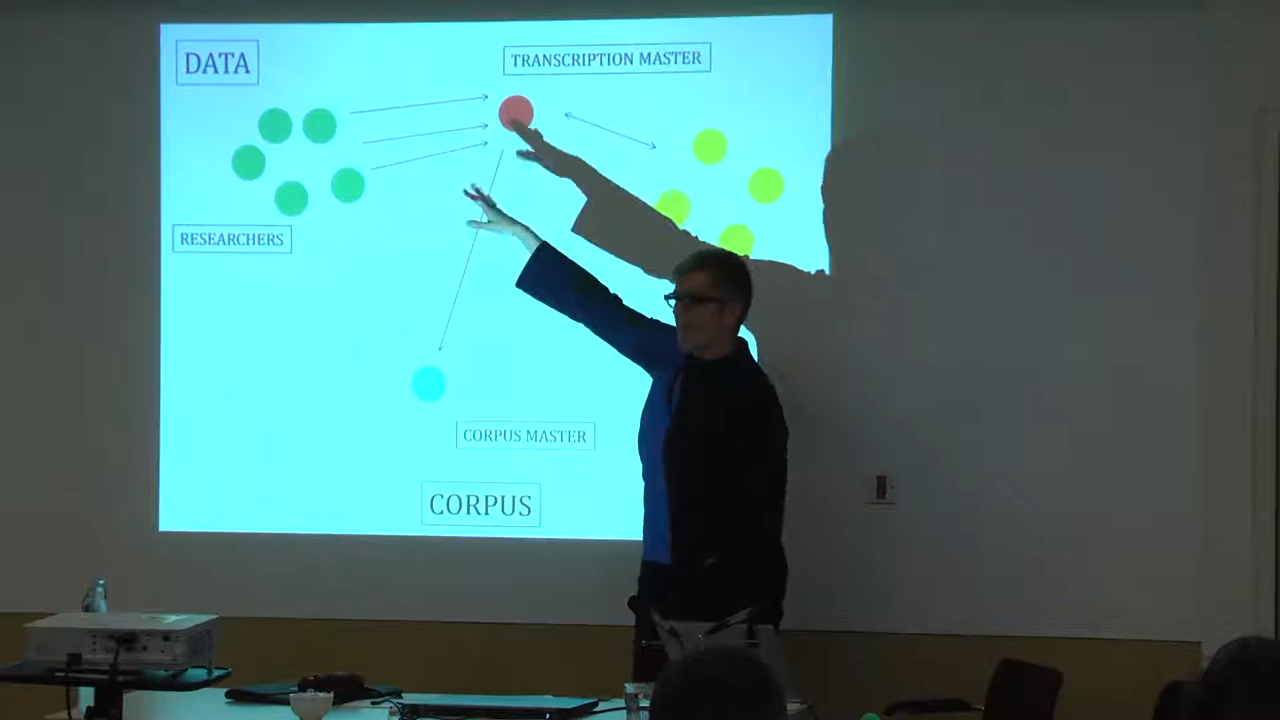 DATA
TRANSCRIPTION MASTER
RESEARCHERS
CORPUS MASTER
CORPUS